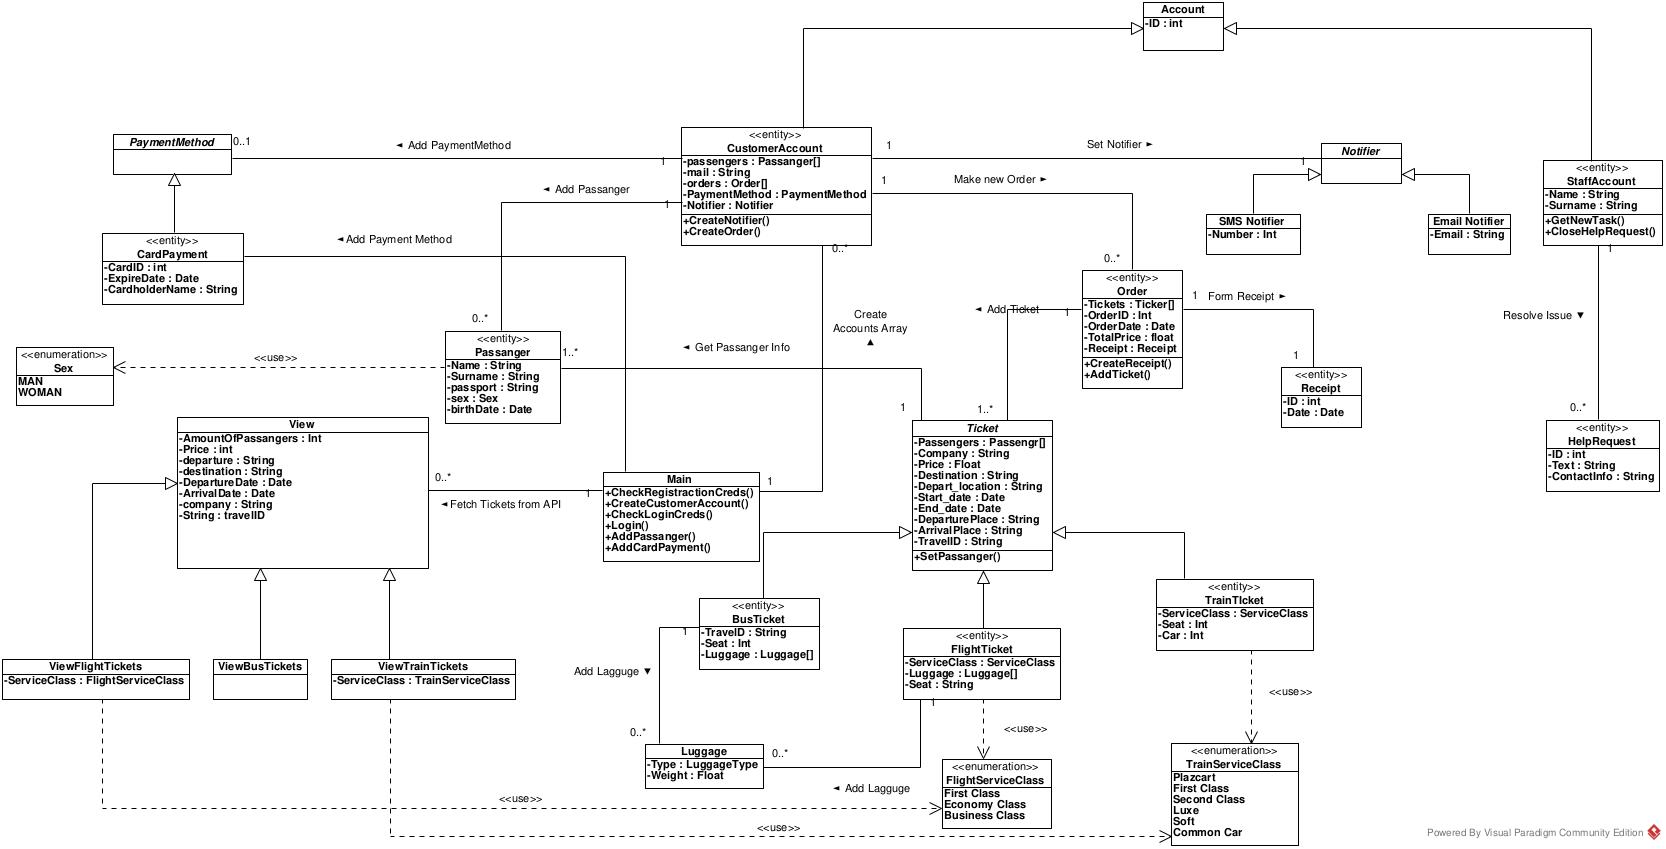 Account
-ID : int
<<entity>>
CustomerAccount
-passengers : Passanger[]
-mail : String
-orders : Order[]
-PaymentMethod : PaymentMethod
-Notifier : Notifier
+CreateNotifier()
+CreateOrder()
PaymentMethod
0..1
◄ Add PaymentMethod
1
1
Set Notifier ►
1
Notifier
<<entity>>
StaffAccount
-Name : String
-Surname : String
+GetNewTask()
+CloseHelpRequest()
◄ Add Passanger
1
1
Make new Order ►
SMS Notifier
-Number : Int
Email Notifier
-Email : String
<<entity>>
CardPayment
-CardID : int
-ExpireDate : Date
-CardholderName : String
◄Add Payment Method
0..*
0..*
1
<<entity>>
Order
-Tickets : Ticker[]
-OrderID : Int
-OrderDate : Date
-TotalPrice : float
-Receipt : Receipt
+CreateReceipt()
+AddTicket()
1
Form Receipt ►
◄ Add Ticket
1
Create
Accounts Array
▲
Resolve Issue ▼
0..*
<<entity>>
Passanger
-Name : String
-Surname : String
-passport : String
-sex : Sex
-birthDate : Date
1..*
◄ Get Passanger Info
<<enumeration>>
Sex
MAN
WOMAN
<<use>>
1
<<entity>>
Receipt
-ID : int
-Date : Date
1
1..*
0..*
View
-AmountOfPassangers : Int
-Price : int
-departure : String
-destination : String
-DepartureDate : Date
-ArrivalDate : Date
-company : String
-String : travelID
Ticket
-Passengers : Passengr[]
-Company : String
-Price : Float
-Destination : String
-Depart_location : String
-Start_date : Date
-End_date : Date
-DeparturePlace : String
-ArrivalPlace : String
-TravelID : String
+SetPassanger()
<<entity>>
HelpRequest
-ID : int
-Text : String
-ContactInfo : String
0..*
◄Fetch Tickets from API
1
Main
+CheckRegistractionCreds()
+CreateCustomerAccount()
+CheckLoginCreds()
+Login()
+AddPassanger()
+AddCardPayment()
1
<<entity>>
BusTicket
-TravelD : String
-Seat : Int
-Luggage : Luggage[]
1
<<entity>>
TrainTIcket
-ServiceClass : ServiceClass
-Seat : Int
-Car : Int
<<entity>>
FlightTicket
-ServiceClass : ServiceClass
-Luggage : Luggage[]
-Seat : String
1
ViewFlightTickets
-ServiceClass : FlightServiceClass
ViewBusTickets
ViewTrainTickets
-ServiceClass : TrainServiceClass
Add Lagguge ▼
<<use>>
<<use>>
0..*
Luggage
-Type : LuggageType
-Weight : Float
0..*
◄ Add Lagguge
<<enumeration>>
FlightServiceClass
First Class
Economy Class
Business Class
<<enumeration>>
TrainServiceClass
Plazcart
First Class
Second Class
Luxe
Soft
Common Car
<<use>>
<<use>>
Powered By Visual Paradigm Community Edition